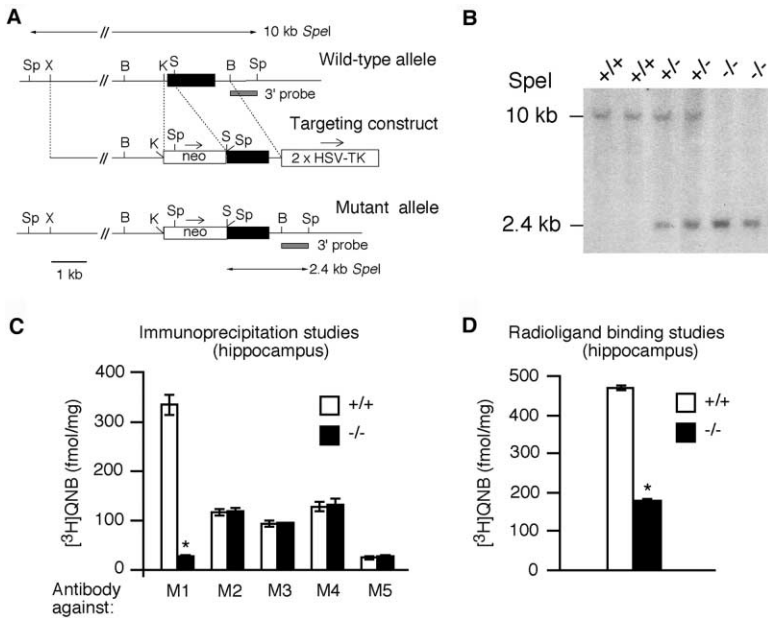 A
10 kb SpeI
Sp X // B K S B Sp
Wild-type allele
3' probe
Targeting construct
// B K Sp S Sp
neo
2 x HSV-TK
Mutant allele
Sp X // B K Sp S Sp B Sp
neo
3' probe
1 kb
2.4 kb SpeI
B
SpeI +/+ +/+ +/- +/- -/- -/-
10 kb
2.4 kb
C
Immunoprecipitation studies
(hippocampus)
[³H]QNB (fmol/mg)
400
300
200
100
0
+/+
-/-
*
Antibody
against:
M1 M2 M3 M4 M5
D
Radioligand binding studies
(hippocampus)
[³H]QNB (fmol/mg)
500
400
300
200
100
0
+/+
-/-
*